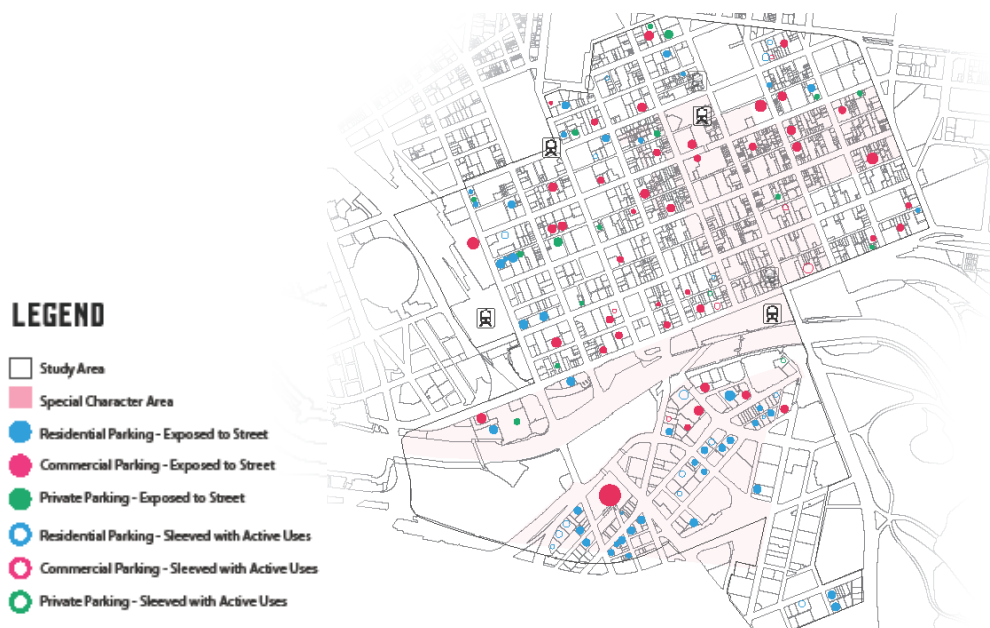 LEGEND
Study Area
Special Character Area
Residential Parking - Exposed to Street
Commercial Parking - Exposed to Street
Private Parking - Exposed to Street
Residential Parking - Sleeved with Active Uses
Commercial Parking - Sleeved with Active Uses
Private Parking - Sleeved with Active Uses